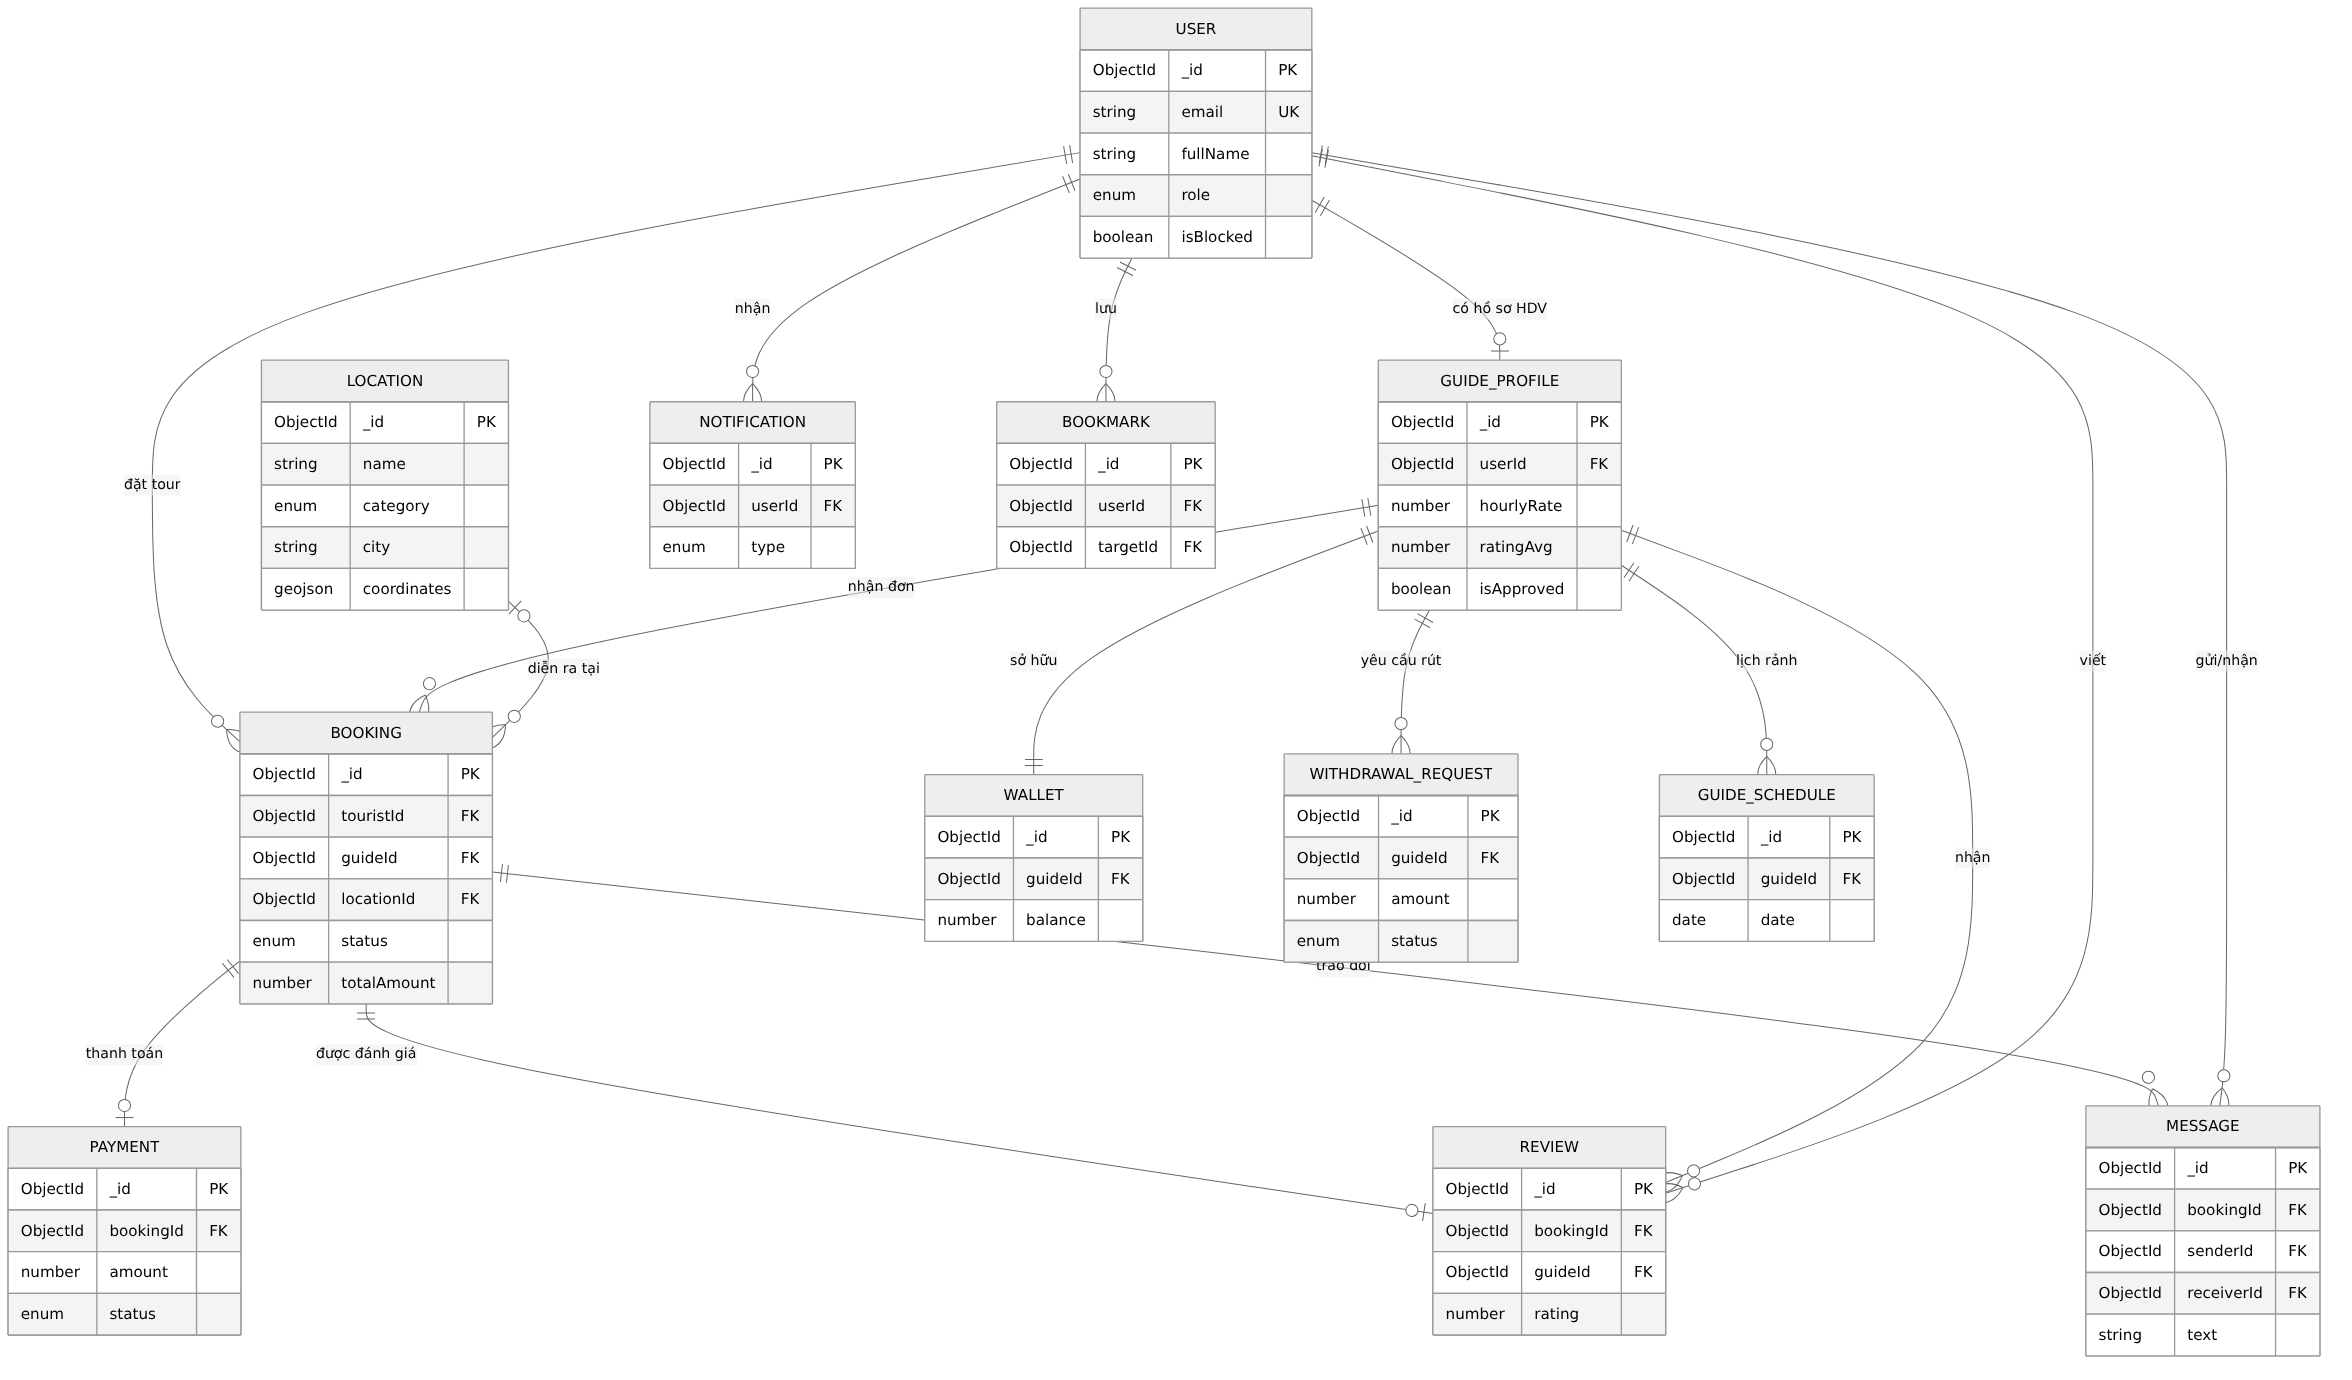 USER
ObjectId _id PK
string email UK
string fullName
enum role
boolean isBlocked
nhận
lưu
có hồ sơ HDV
LOCATION
ObjectId _id PK
string name
enum category
string city
geojson coordinates
NOTIFICATION
ObjectId _id PK
ObjectId userId FK
enum type
BOOKMARK
ObjectId _id PK
ObjectId userId FK
ObjectId targetId FK
GUIDE_PROFILE
ObjectId _id PK
ObjectId userId FK
number hourlyRate
number ratingAvg
boolean isApproved
đặt tour
nhận đơn
diễn ra tại
sở hữu
yêu cầu rút
lịch rảnh
viết
gửi/nhận
BOOKING
ObjectId _id PK
ObjectId touristId FK
ObjectId guideId FK
ObjectId locationId FK
enum status
number totalAmount
WALLET
ObjectId _id PK
ObjectId guideId FK
number balance
WITHDRAWAL_REQUEST
ObjectId _id PK
ObjectId guideId FK
number amount
enum status
GUIDE_SCHEDULE
ObjectId _id PK
ObjectId guideId FK
date date
nhận
thanh toán
được đánh giá
PAYMENT
ObjectId _id PK
ObjectId bookingId FK
number amount
enum status
REVIEW
ObjectId _id PK
ObjectId bookingId FK
ObjectId guideId FK
number rating
MESSAGE
ObjectId _id PK
ObjectId bookingId FK
ObjectId senderId FK
ObjectId receiverId FK
string text